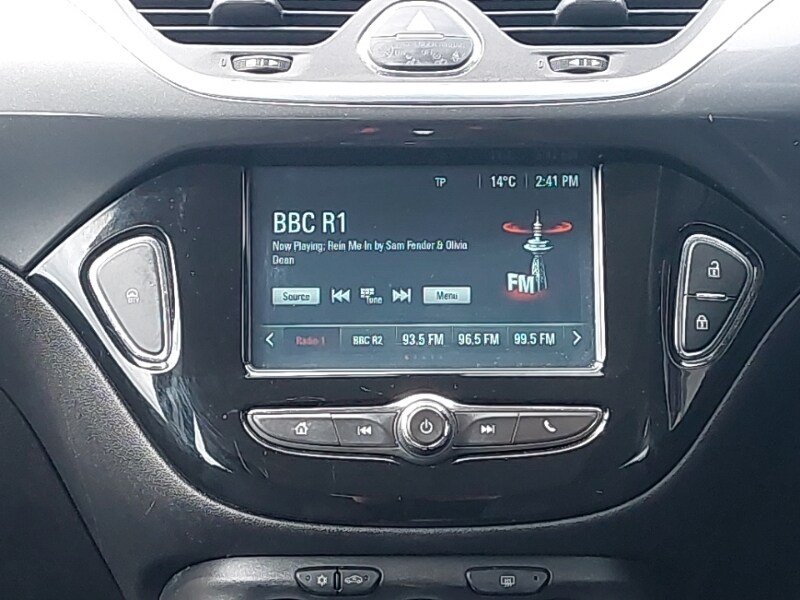 TP 14°C 2:41 PM
BBC R1
Now Playing: Rein Me In by Sam Fender & Olivia
Dean
Source Tune Menu
FM
Radio 1 BBC R2 93.5 FM 96.5 FM 99.5 FM
CITY